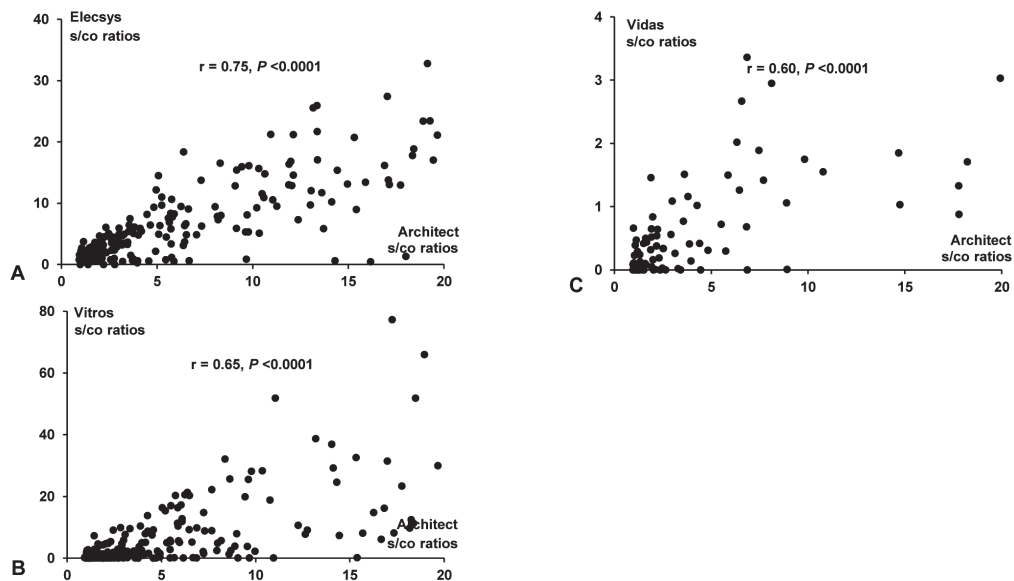 Elecsys
s/co ratios
40
30
20
10
0
r = 0.75, P <0.0001
Architect
s/co ratios
0 5 10 15 20
A
Vitros
s/co ratios
80
60
40
20
0
r = 0.65, P <0.0001
Architect
s/co ratios
0 5 10 15 20
B
Vidas
s/co ratios
4
3
2
1
0
r = 0.60, P <0.0001
Architect
s/co ratios
0 5 10 15 20
C